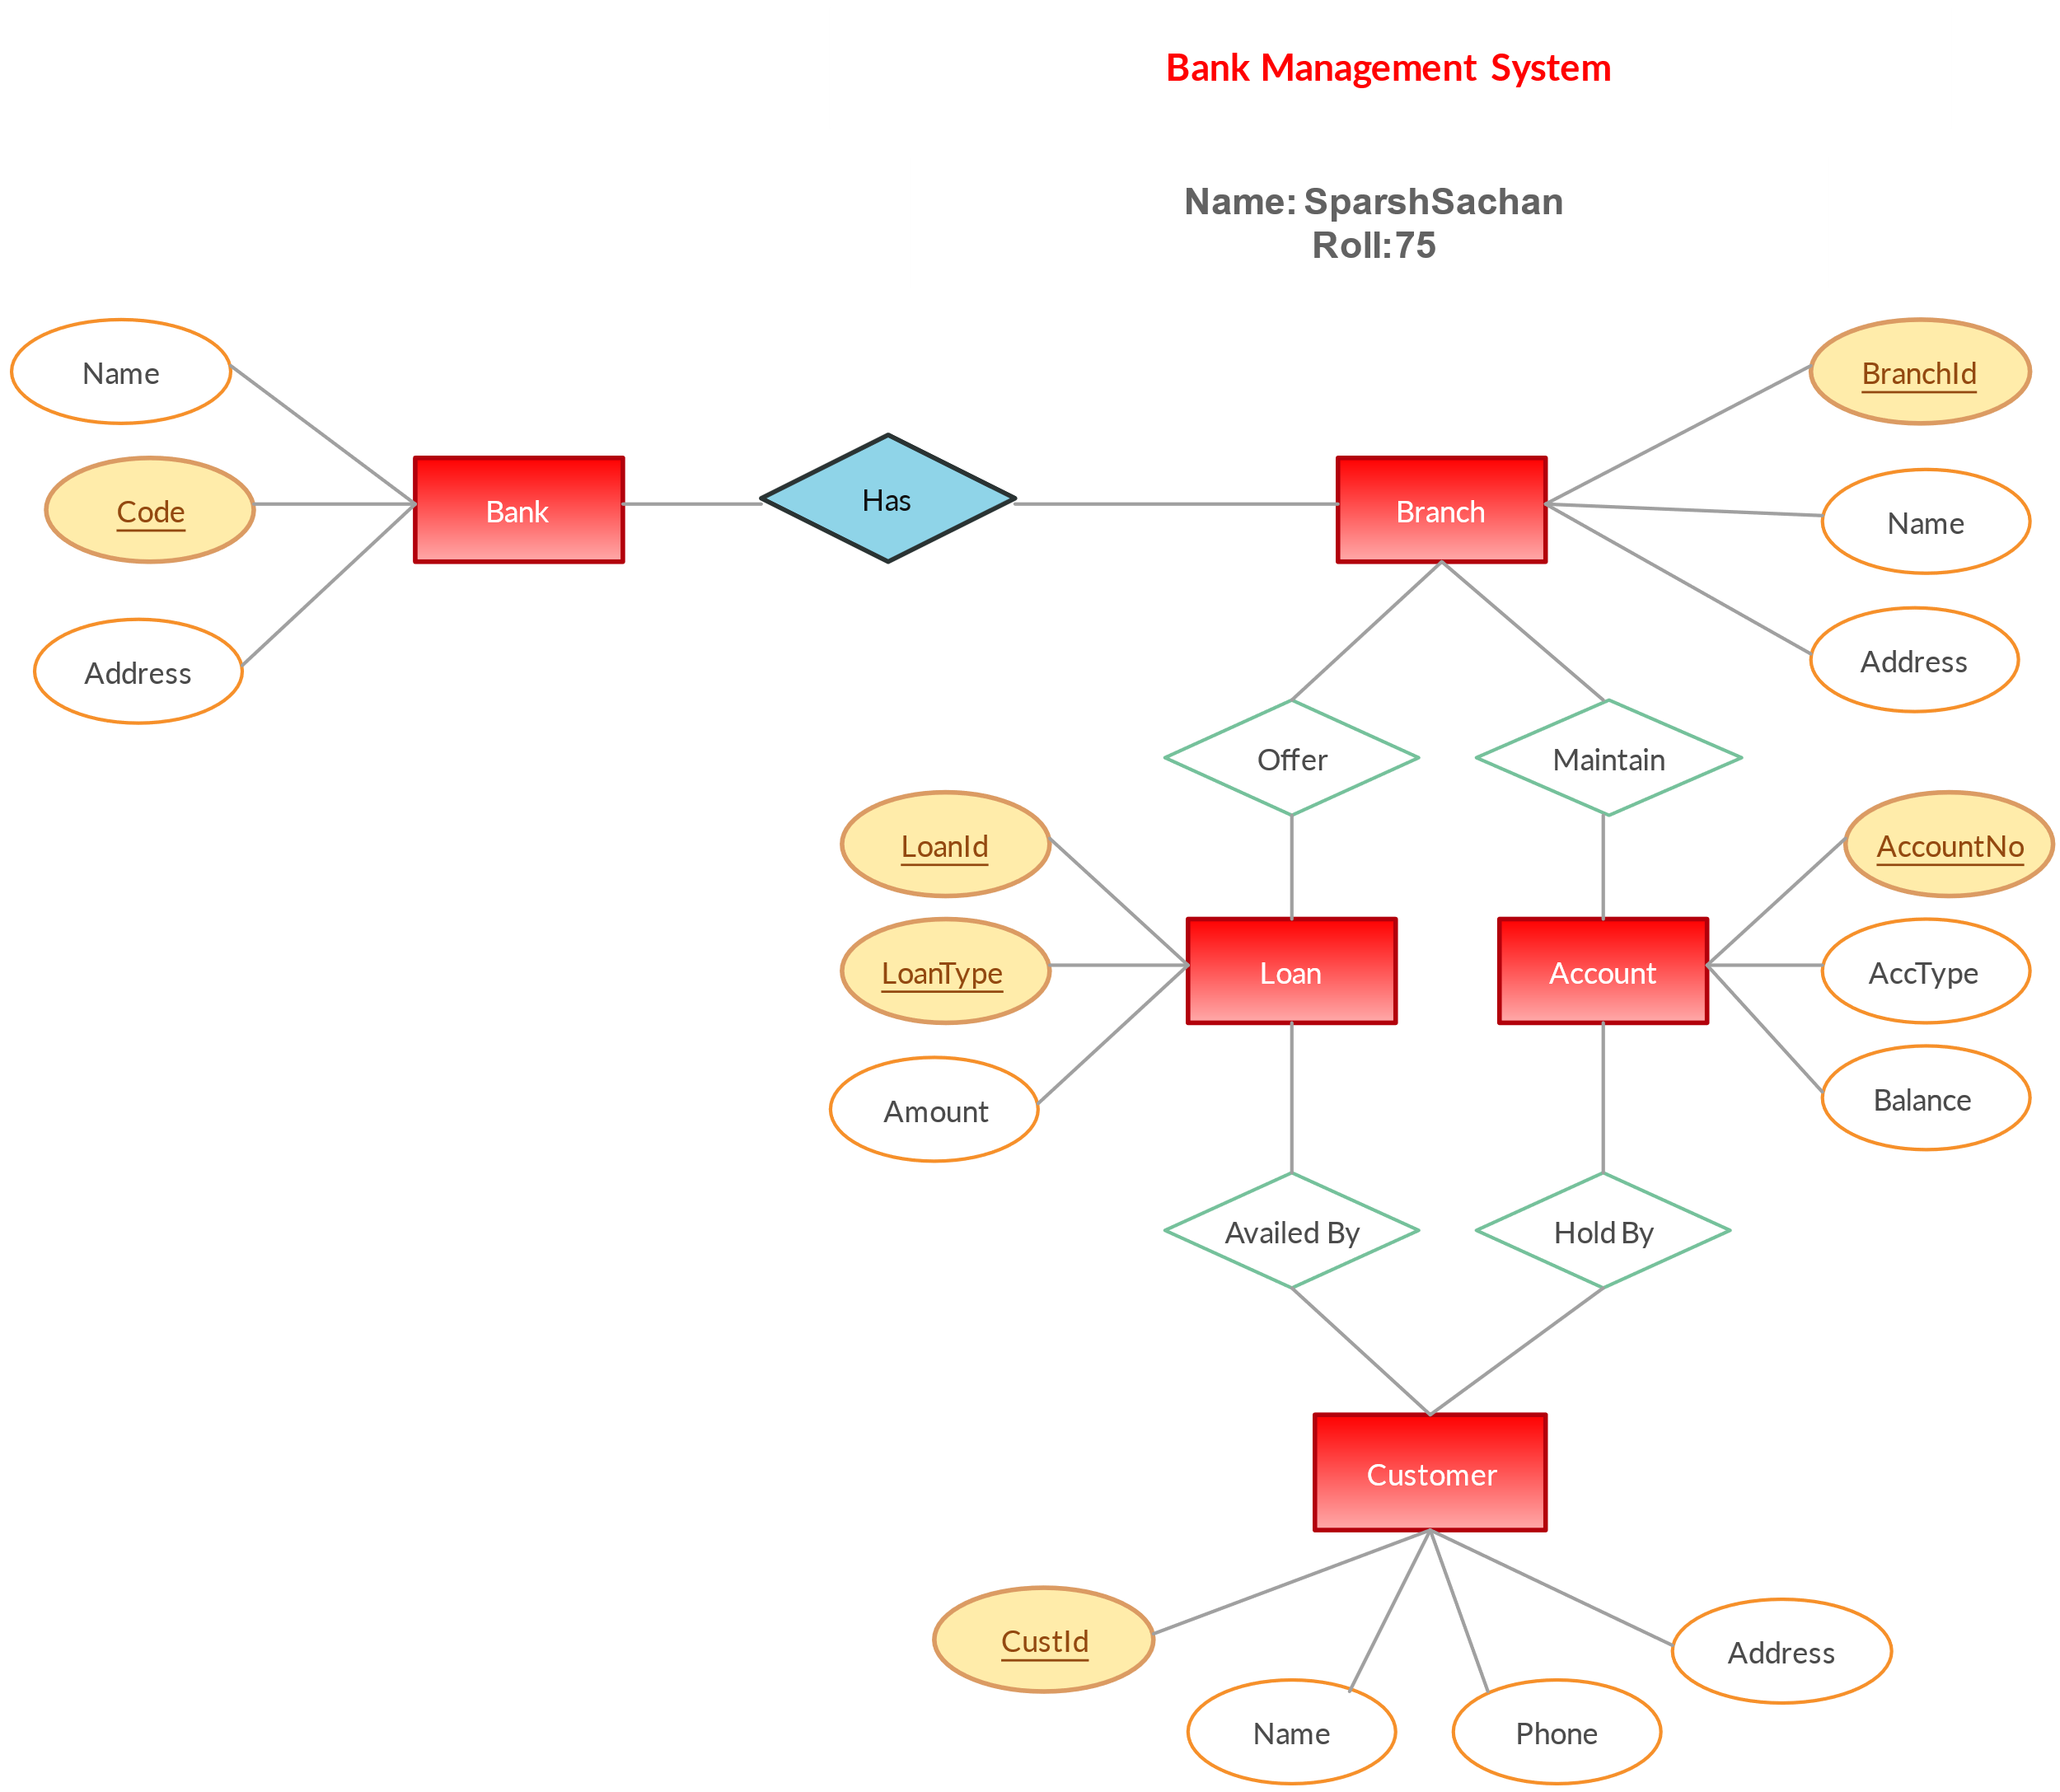 Bank Management System
Name: SparshSachan
Roll:75
Name
BranchId
Code
Bank
Has
Branch
Name
Address
Address
Offer
Maintain
LoanId
AccountNo
LoanType
Loan
Account
AccType
Amount
Balance
Availed By
Hold By
Customer
CustId
Address
Name
Phone